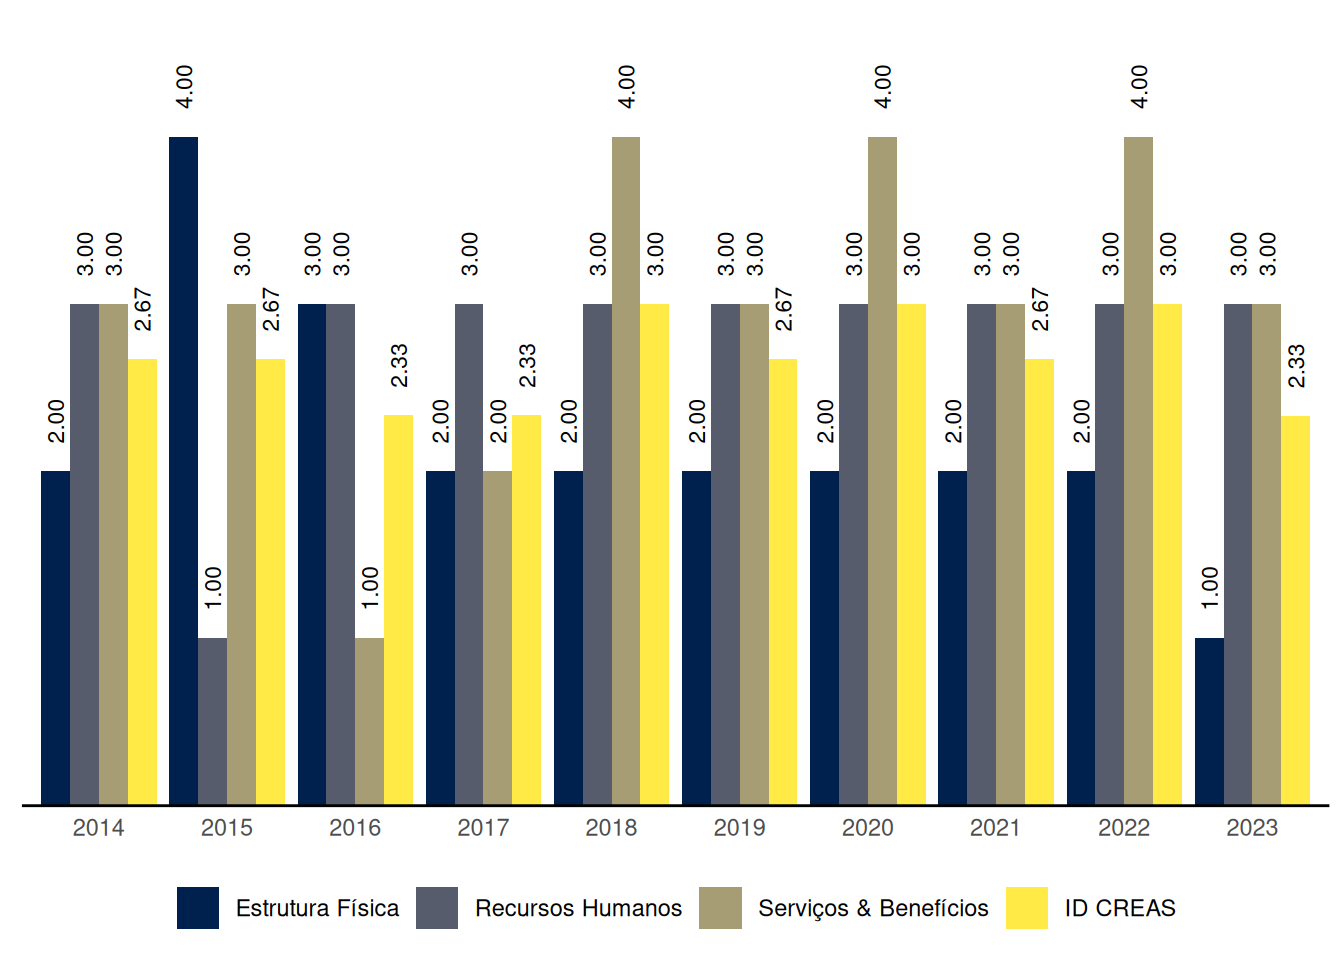 4.00 4.00 4.00 4.00
3.00 3.00 3.00 3.00 3.00 3.00 3.00 3.00 3.00 3.00 3.00 3.00 3.00 3.00 3.00 3.00 3.00 3.00 3.00
2.67 2.67 2.67 2.67
2.33 2.33 2.33
2.00 2.00 2.00 2.00 2.00 2.00 2.00 2.00
1.00 1.00 1.00
2014 2015 2016 2017 2018 2019 2020 2021 2022 2023
Estrutura Física Recursos Humanos Serviços & Benefícios ID CREAS